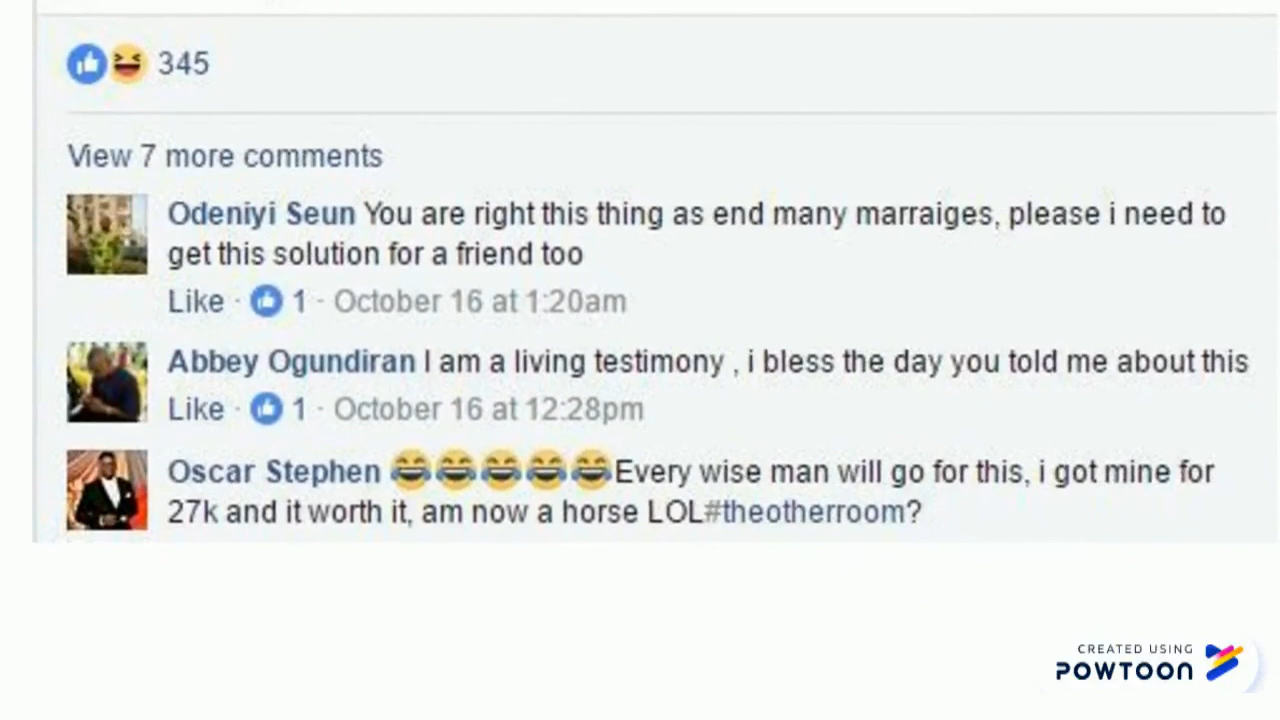 345
View 7 more comments
Odeniyi Seun You are right this thing as end many marraiges, please i need to
get this solution for a friend too
Like · 1 · October 16 at 1:20am
Abbey Ogundiran I am a living testimony , i bless the day you told me about this
Like · 1 · October 16 at 12:28pm
Oscar Stephen 😂😂😂😂😂Every wise man will go for this, i got mine for
27k and it worth it, am now a horse LOL#theotherroom?
CREATED USING
POWTOON